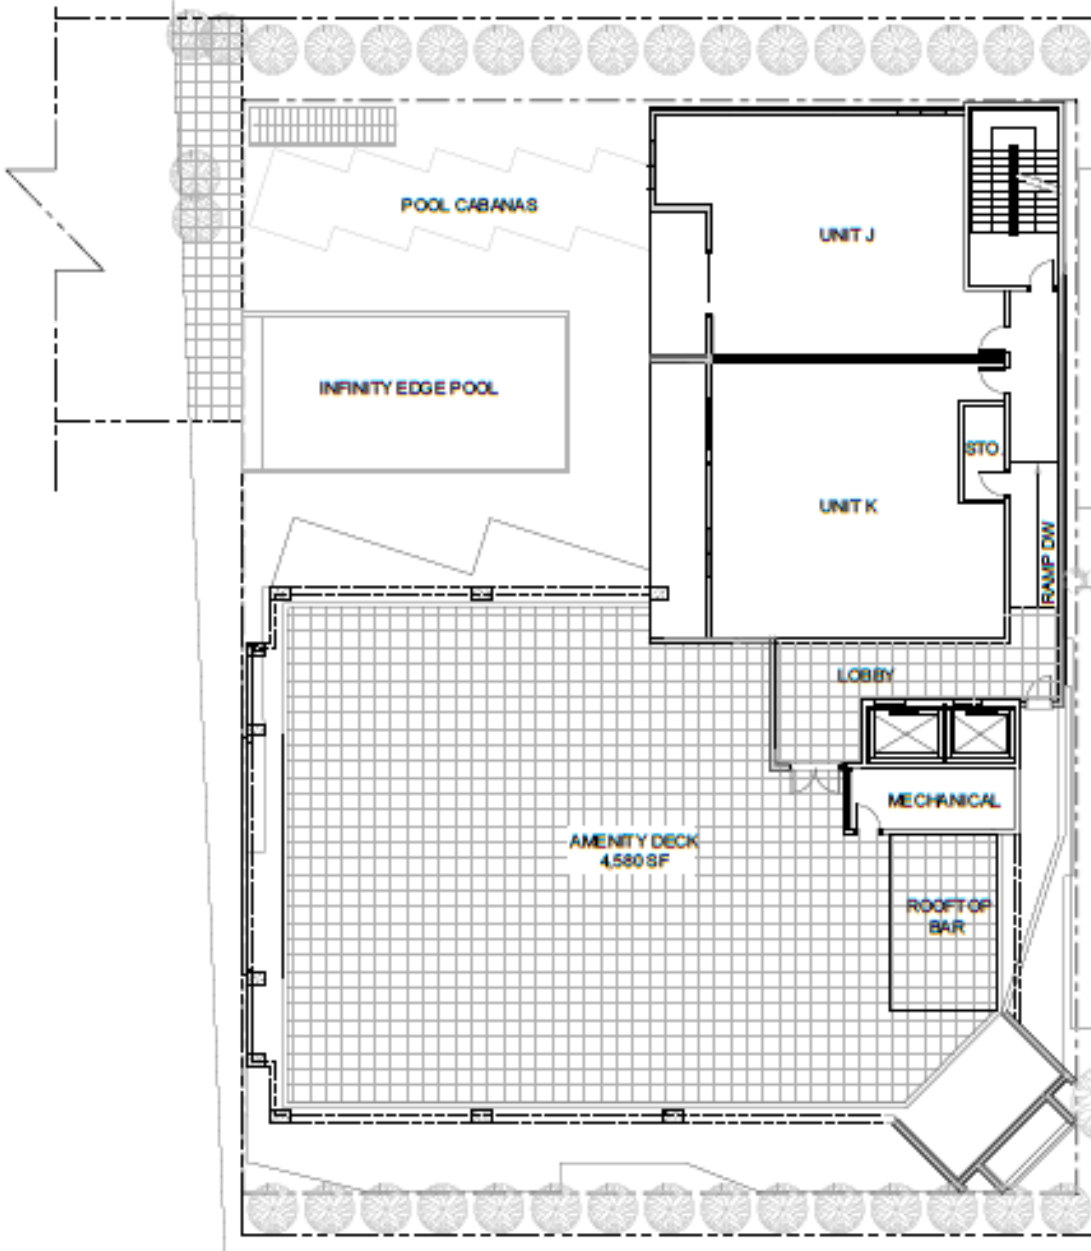 POOL CABANAS
UNIT J
INFINITY EDGE POOL
STO.
UNIT K
RAMP DW
LOBBY
MECHANICAL
AMENITY DECK
4,580 SF
ROOFTOP
BAR